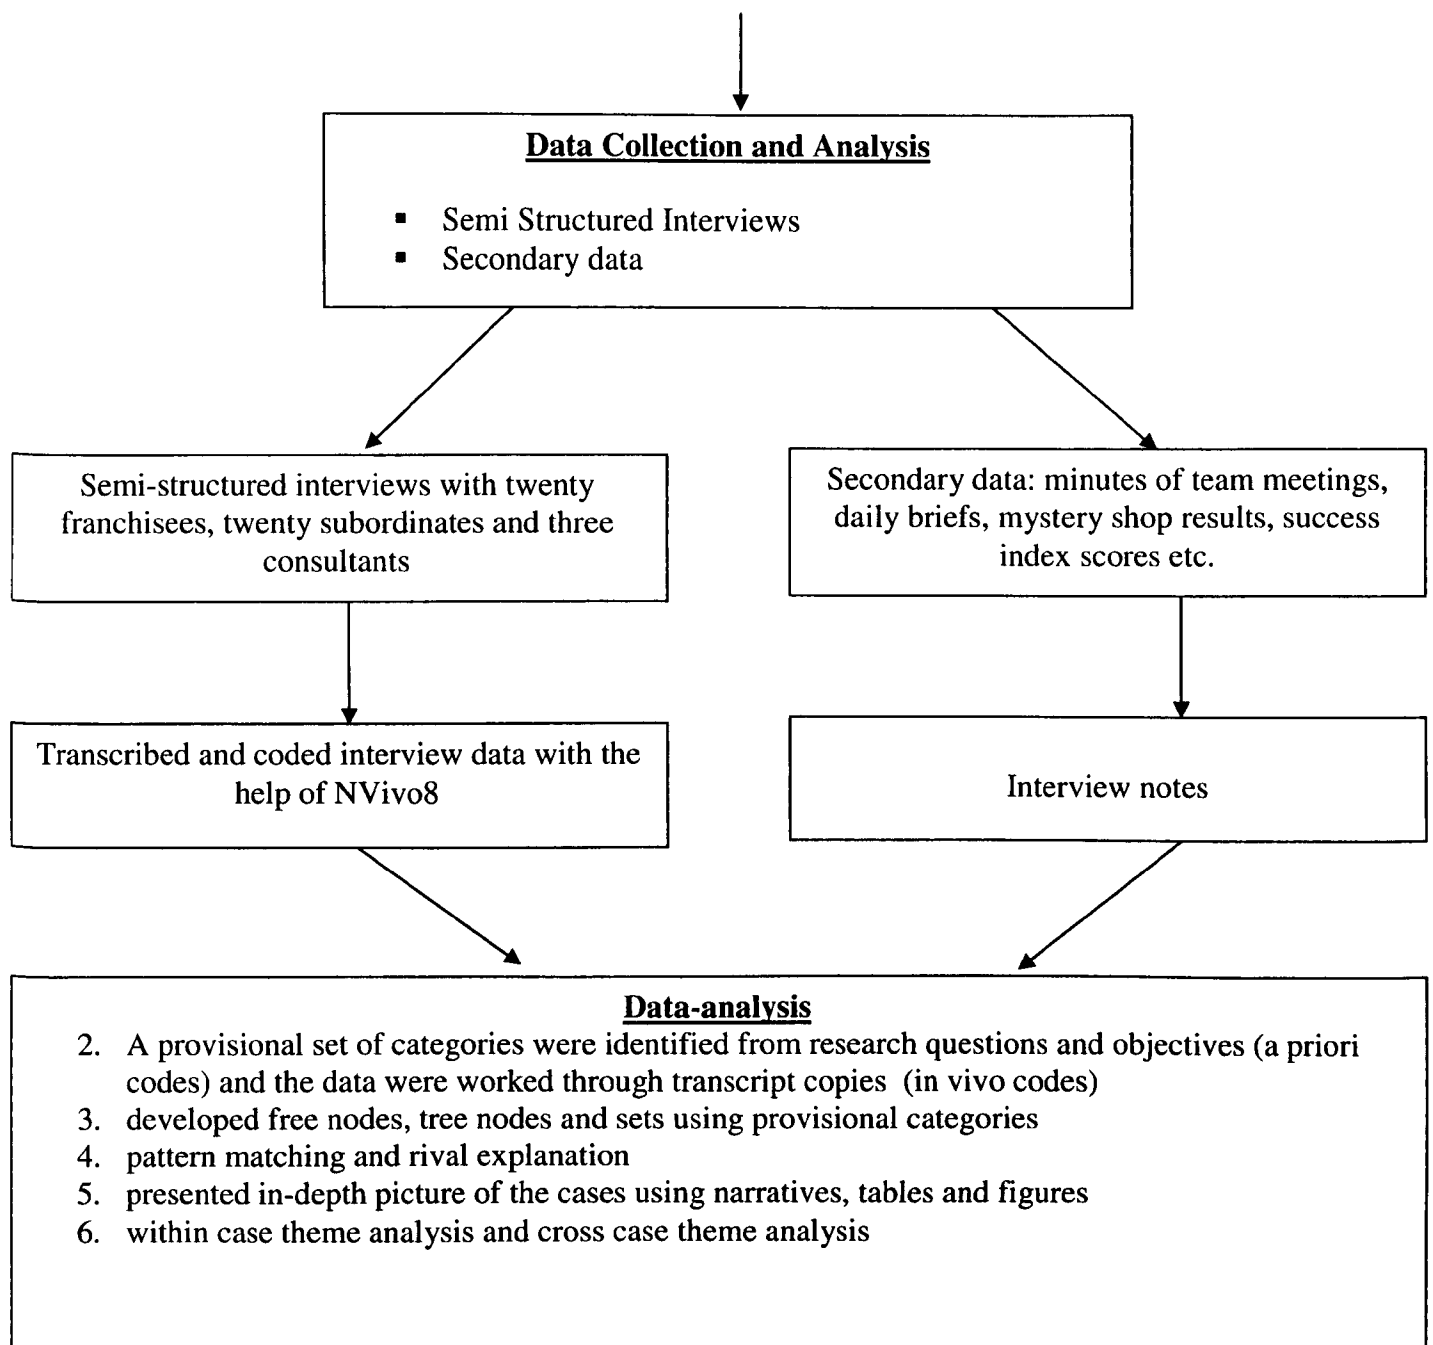 Data Collection and Analysis
▪ Semi Structured Interviews
▪ Secondary data
Semi-structured interviews with twenty
franchisees, twenty subordinates and three
consultants
Secondary data: minutes of team meetings,
daily briefs, mystery shop results, success
index scores etc.
Transcribed and coded interview data with the
help of NVivo8
Interview notes
Data-analysis
2. A provisional set of categories were identified from research questions and objectives (a priori
codes) and the data were worked through transcript copies (in vivo codes)
3. developed free nodes, tree nodes and sets using provisional categories
4. pattern matching and rival explanation
5. presented in-depth picture of the cases using narratives, tables and figures
6. within case theme analysis and cross case theme analysis